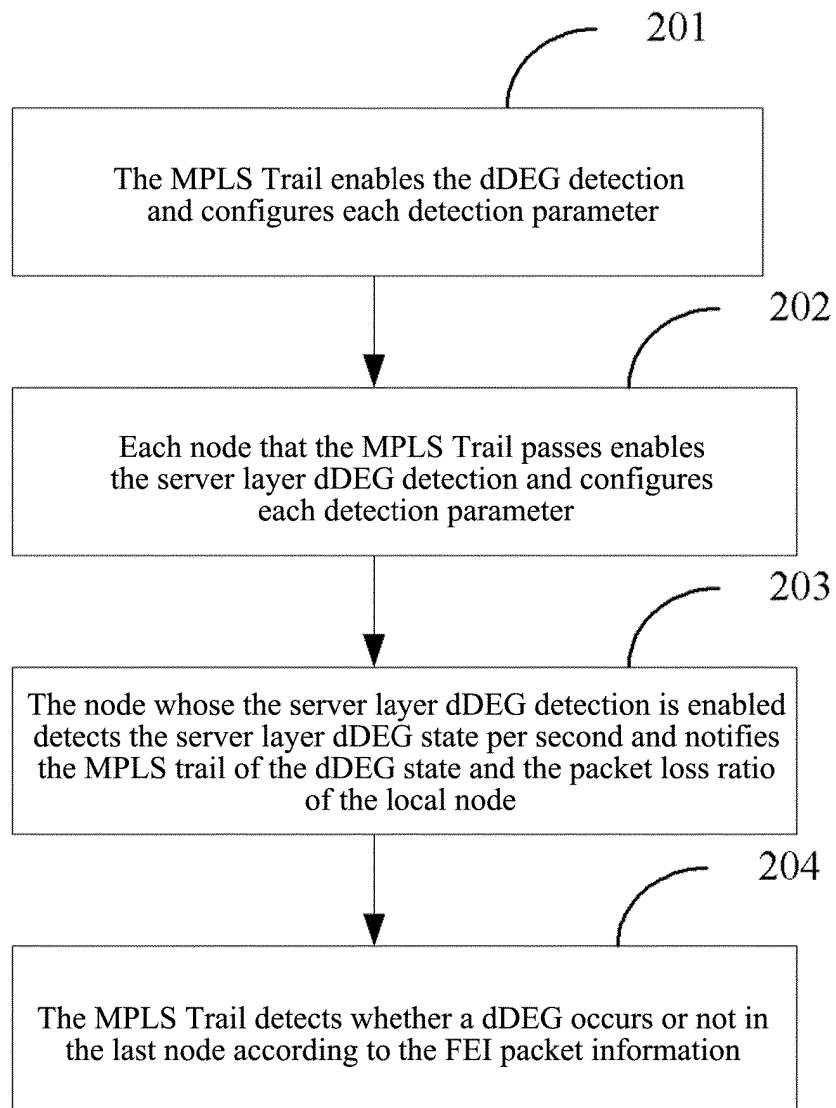 201
The MPLS Trail enables the dDEG detection
and configures each detection parameter
202
Each node that the MPLS Trail passes enables
the server layer dDEG detection and configures
each detection parameter
203
The node whose the server layer dDEG detection is enabled
detects the server layer dDEG state per second and notifies
the MPLS trail of the dDEG state and the packet loss ratio
of the local node
204
The MPLS Trail detects whether a dDEG occurs or not in
the last node according to the FEI packet information